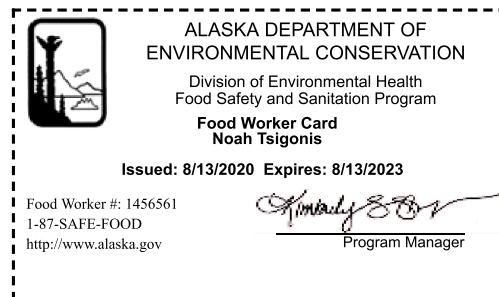 ALASKA DEPARTMENT OF
ENVIRONMENTAL CONSERVATION
Division of Environmental Health
Food Safety and Sanitation Program
Food Worker Card
Noah Tsigonis
Issued: 8/13/2020 Expires: 8/13/2023
Food Worker #: 1456561
1-87-SAFE-FOOD
http://www.alaska.gov
Kimberly
Program Manager